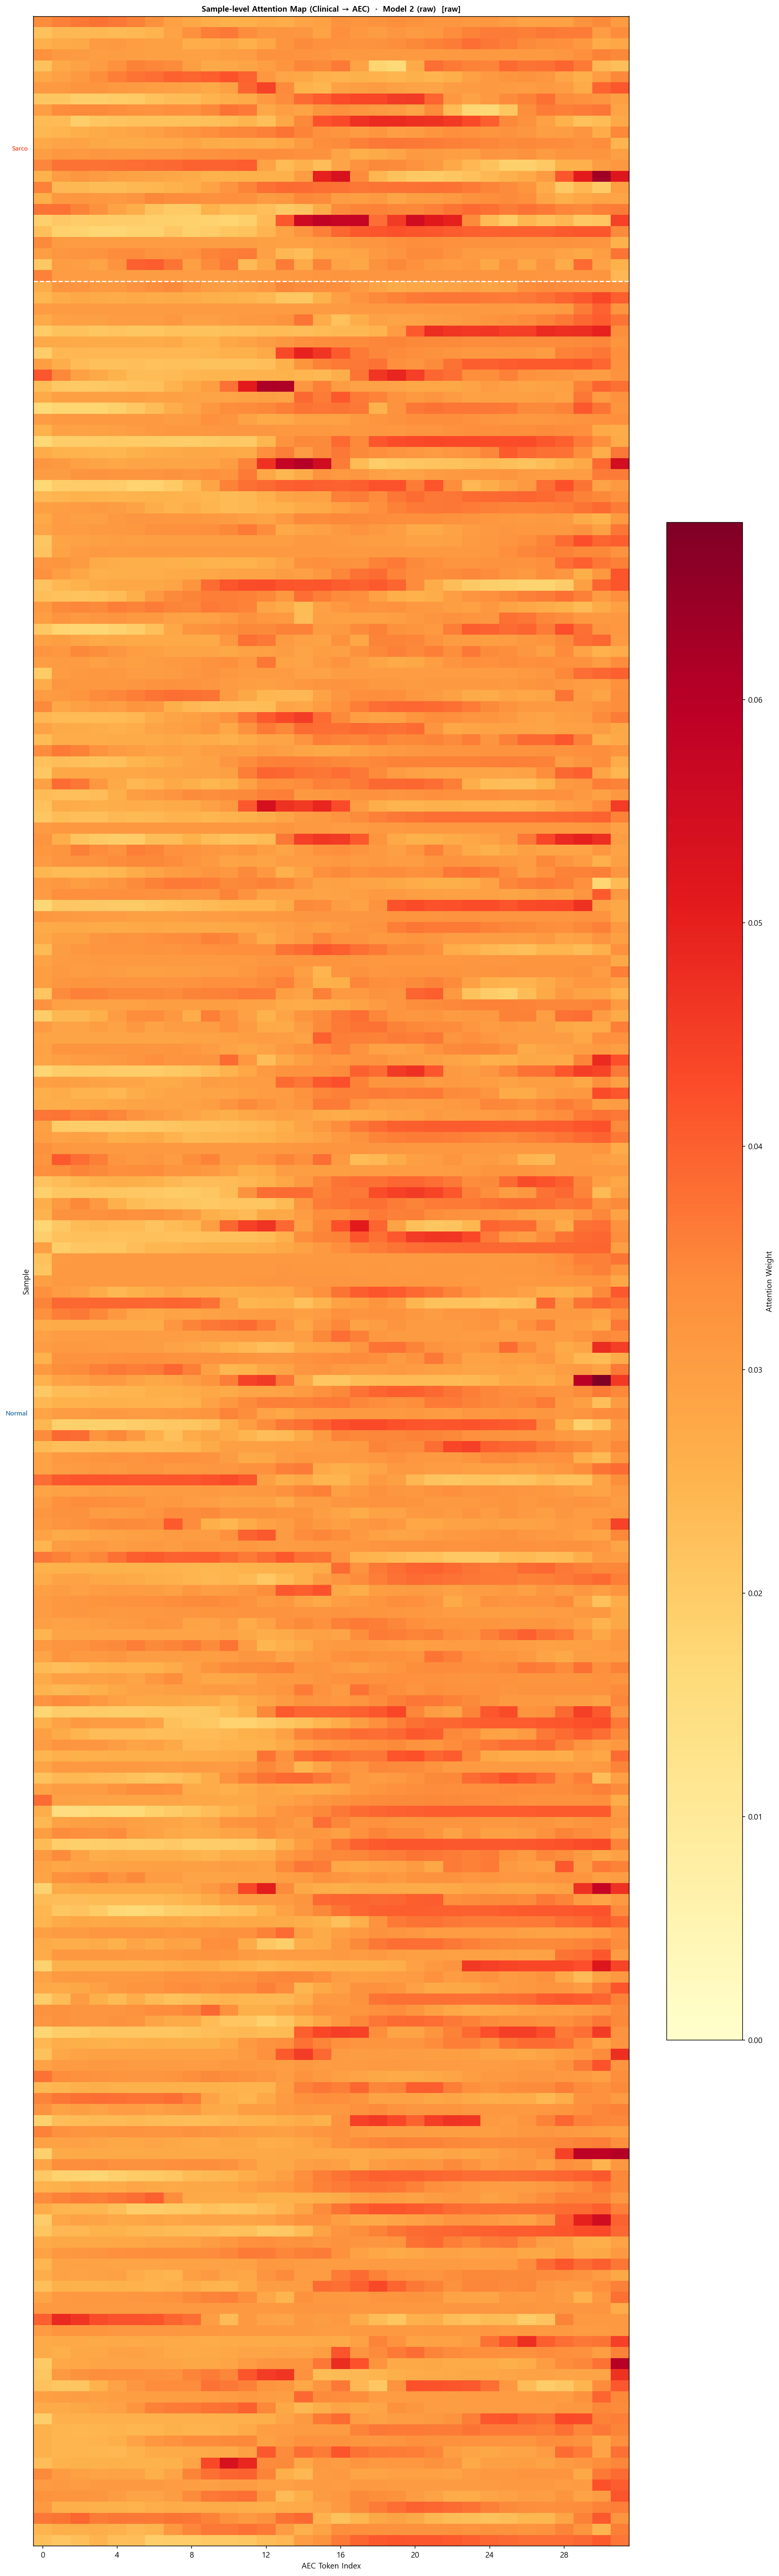 Sample-level Attention Map (Clinical → AEC)  ·  Model 2 (raw)  [raw]
Sarco
Normal
Sample
0 4 8 12 16 20 24 28
AEC Token Index
0.06
0.05
0.04
0.03
0.02
0.01
0.00
Attention Weight